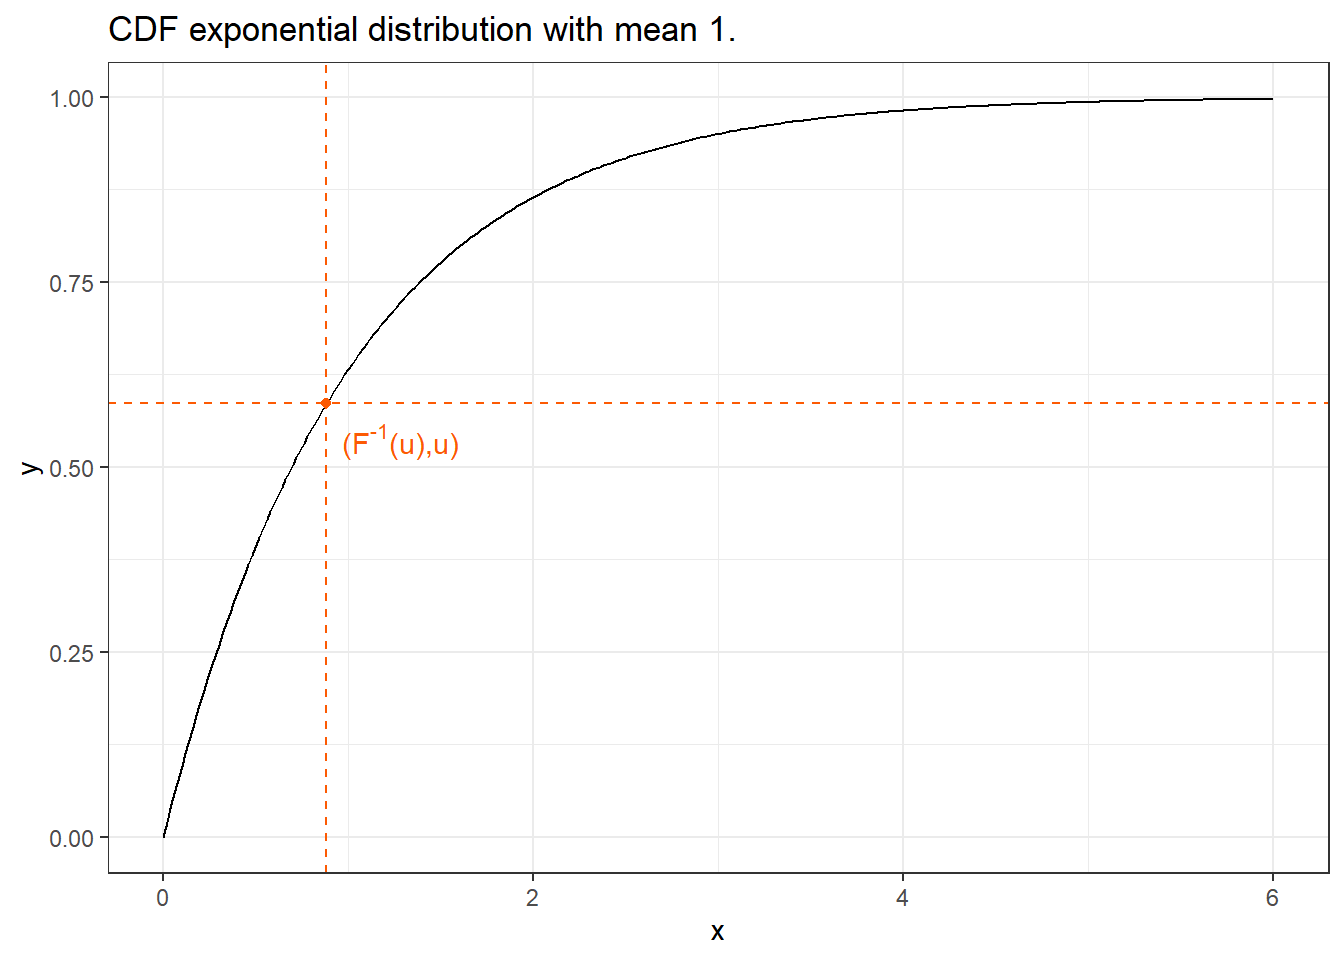 CDF exponential distribution with mean 1.
1.00
0.75
(F⁻¹(u),u)
y
0.50
0.25
0.00
0 2 4 6
x